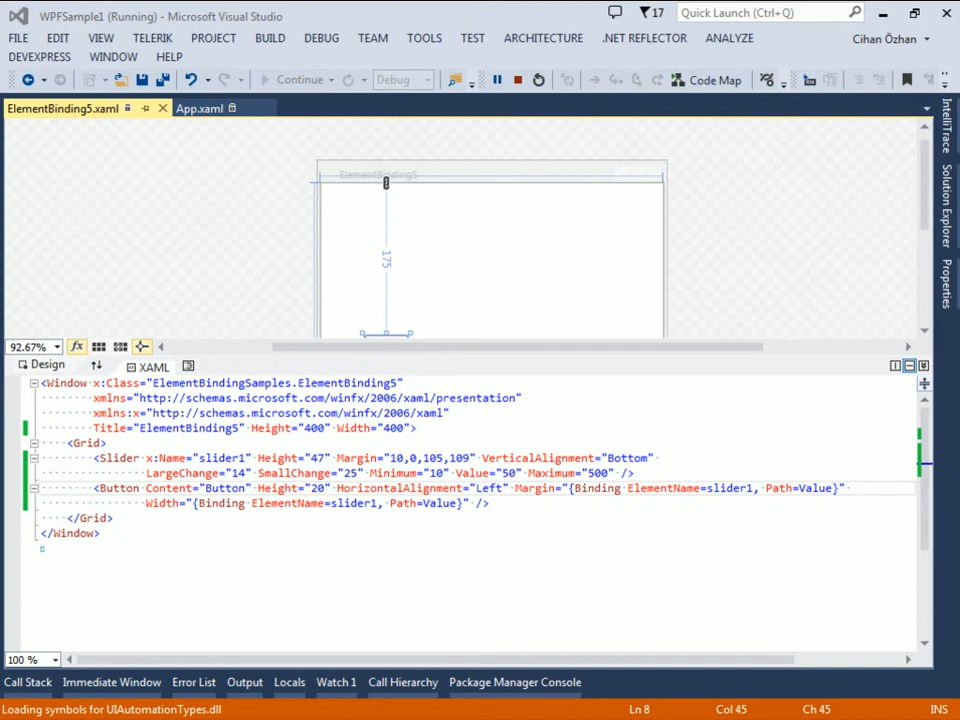 WPFSample1 (Running) - Microsoft Visual Studio
17
Quick Launch (Ctrl+Q)
FILE EDIT VIEW TELERIK PROJECT BUILD DEBUG TEAM TOOLS TEST ARCHITECTURE .NET REFLECTOR ANALYZE
Cihan Özhan
DEVEXPRESS WINDOW HELP
Continue
Debug
Code Map
ElementBinding5.xaml
App.xaml
IntelliTrace
Solution Explorer
Properties
ElementBinding5
175
92.67%
fx
Design
XAML
<Window x:Class="ElementBindingSamples.ElementBinding5"
xmlns="http://schemas.microsoft.com/winfx/2006/xaml/presentation"
xmlns:x="http://schemas.microsoft.com/winfx/2006/xaml"
Title="ElementBinding5" Height="400" Width="400">
<Grid>
<Slider x:Name="slider1" Height="47" Margin="10,0,105,109" VerticalAlignment="Bottom"
LargeChange="14" SmallChange="25" Minimum="10" Value="50" Maximum="500" />
<Button Content="Button" Height="20" HorizontalAlignment="Left" Margin="{Binding ElementName=slider1, Path=Value}"
Width="{Binding ElementName=slider1, Path=Value}" />
</Grid>
</Window>
100 %
Call Stack Immediate Window Error List Output Locals Watch 1 Call Hierarchy Package Manager Console
Loading symbols for UIAutomationTypes.dll
Ln 8 Col 45 Ch 45 INS